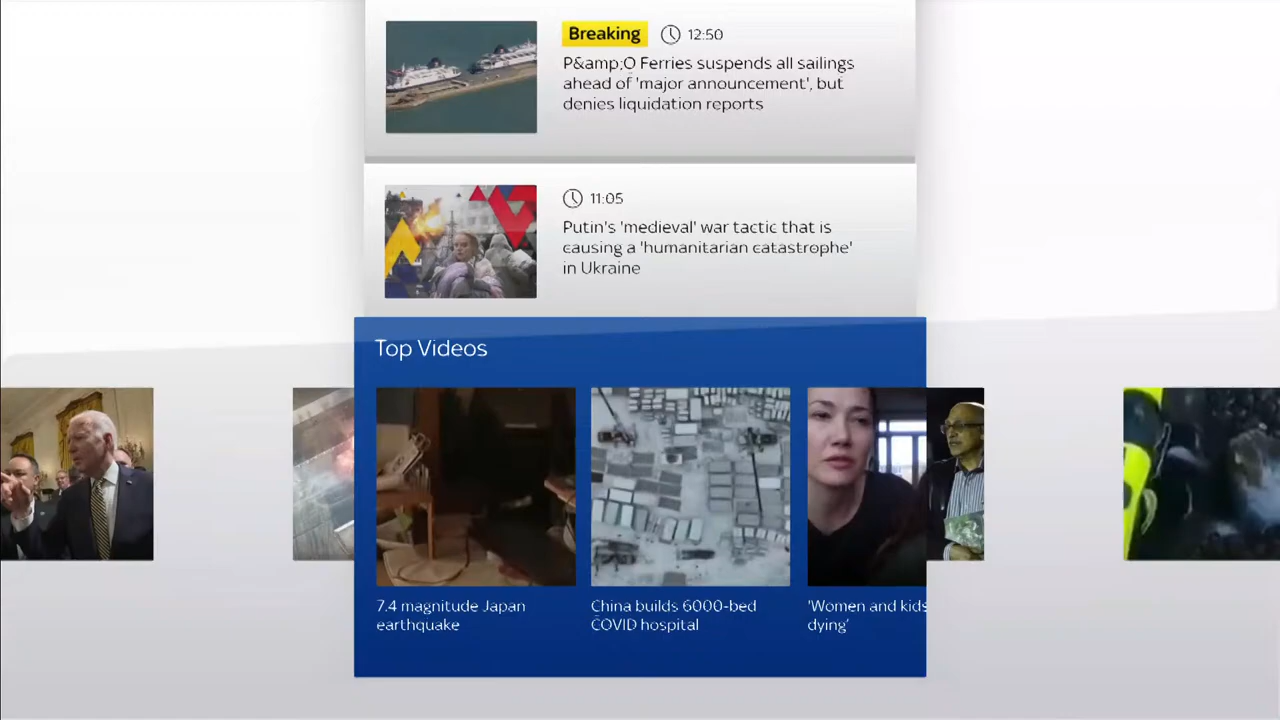 Breaking 12:50
P&amp;O Ferries suspends all sailings
ahead of 'major announcement', but
denies liquidation reports
11:05
Putin's 'medieval' war tactic that is
causing a 'humanitarian catastrophe'
in Ukraine
Top Videos
7.4 magnitude Japan
earthquake
China builds 6000-bed
COVID hospital
'Women and kids
dying'